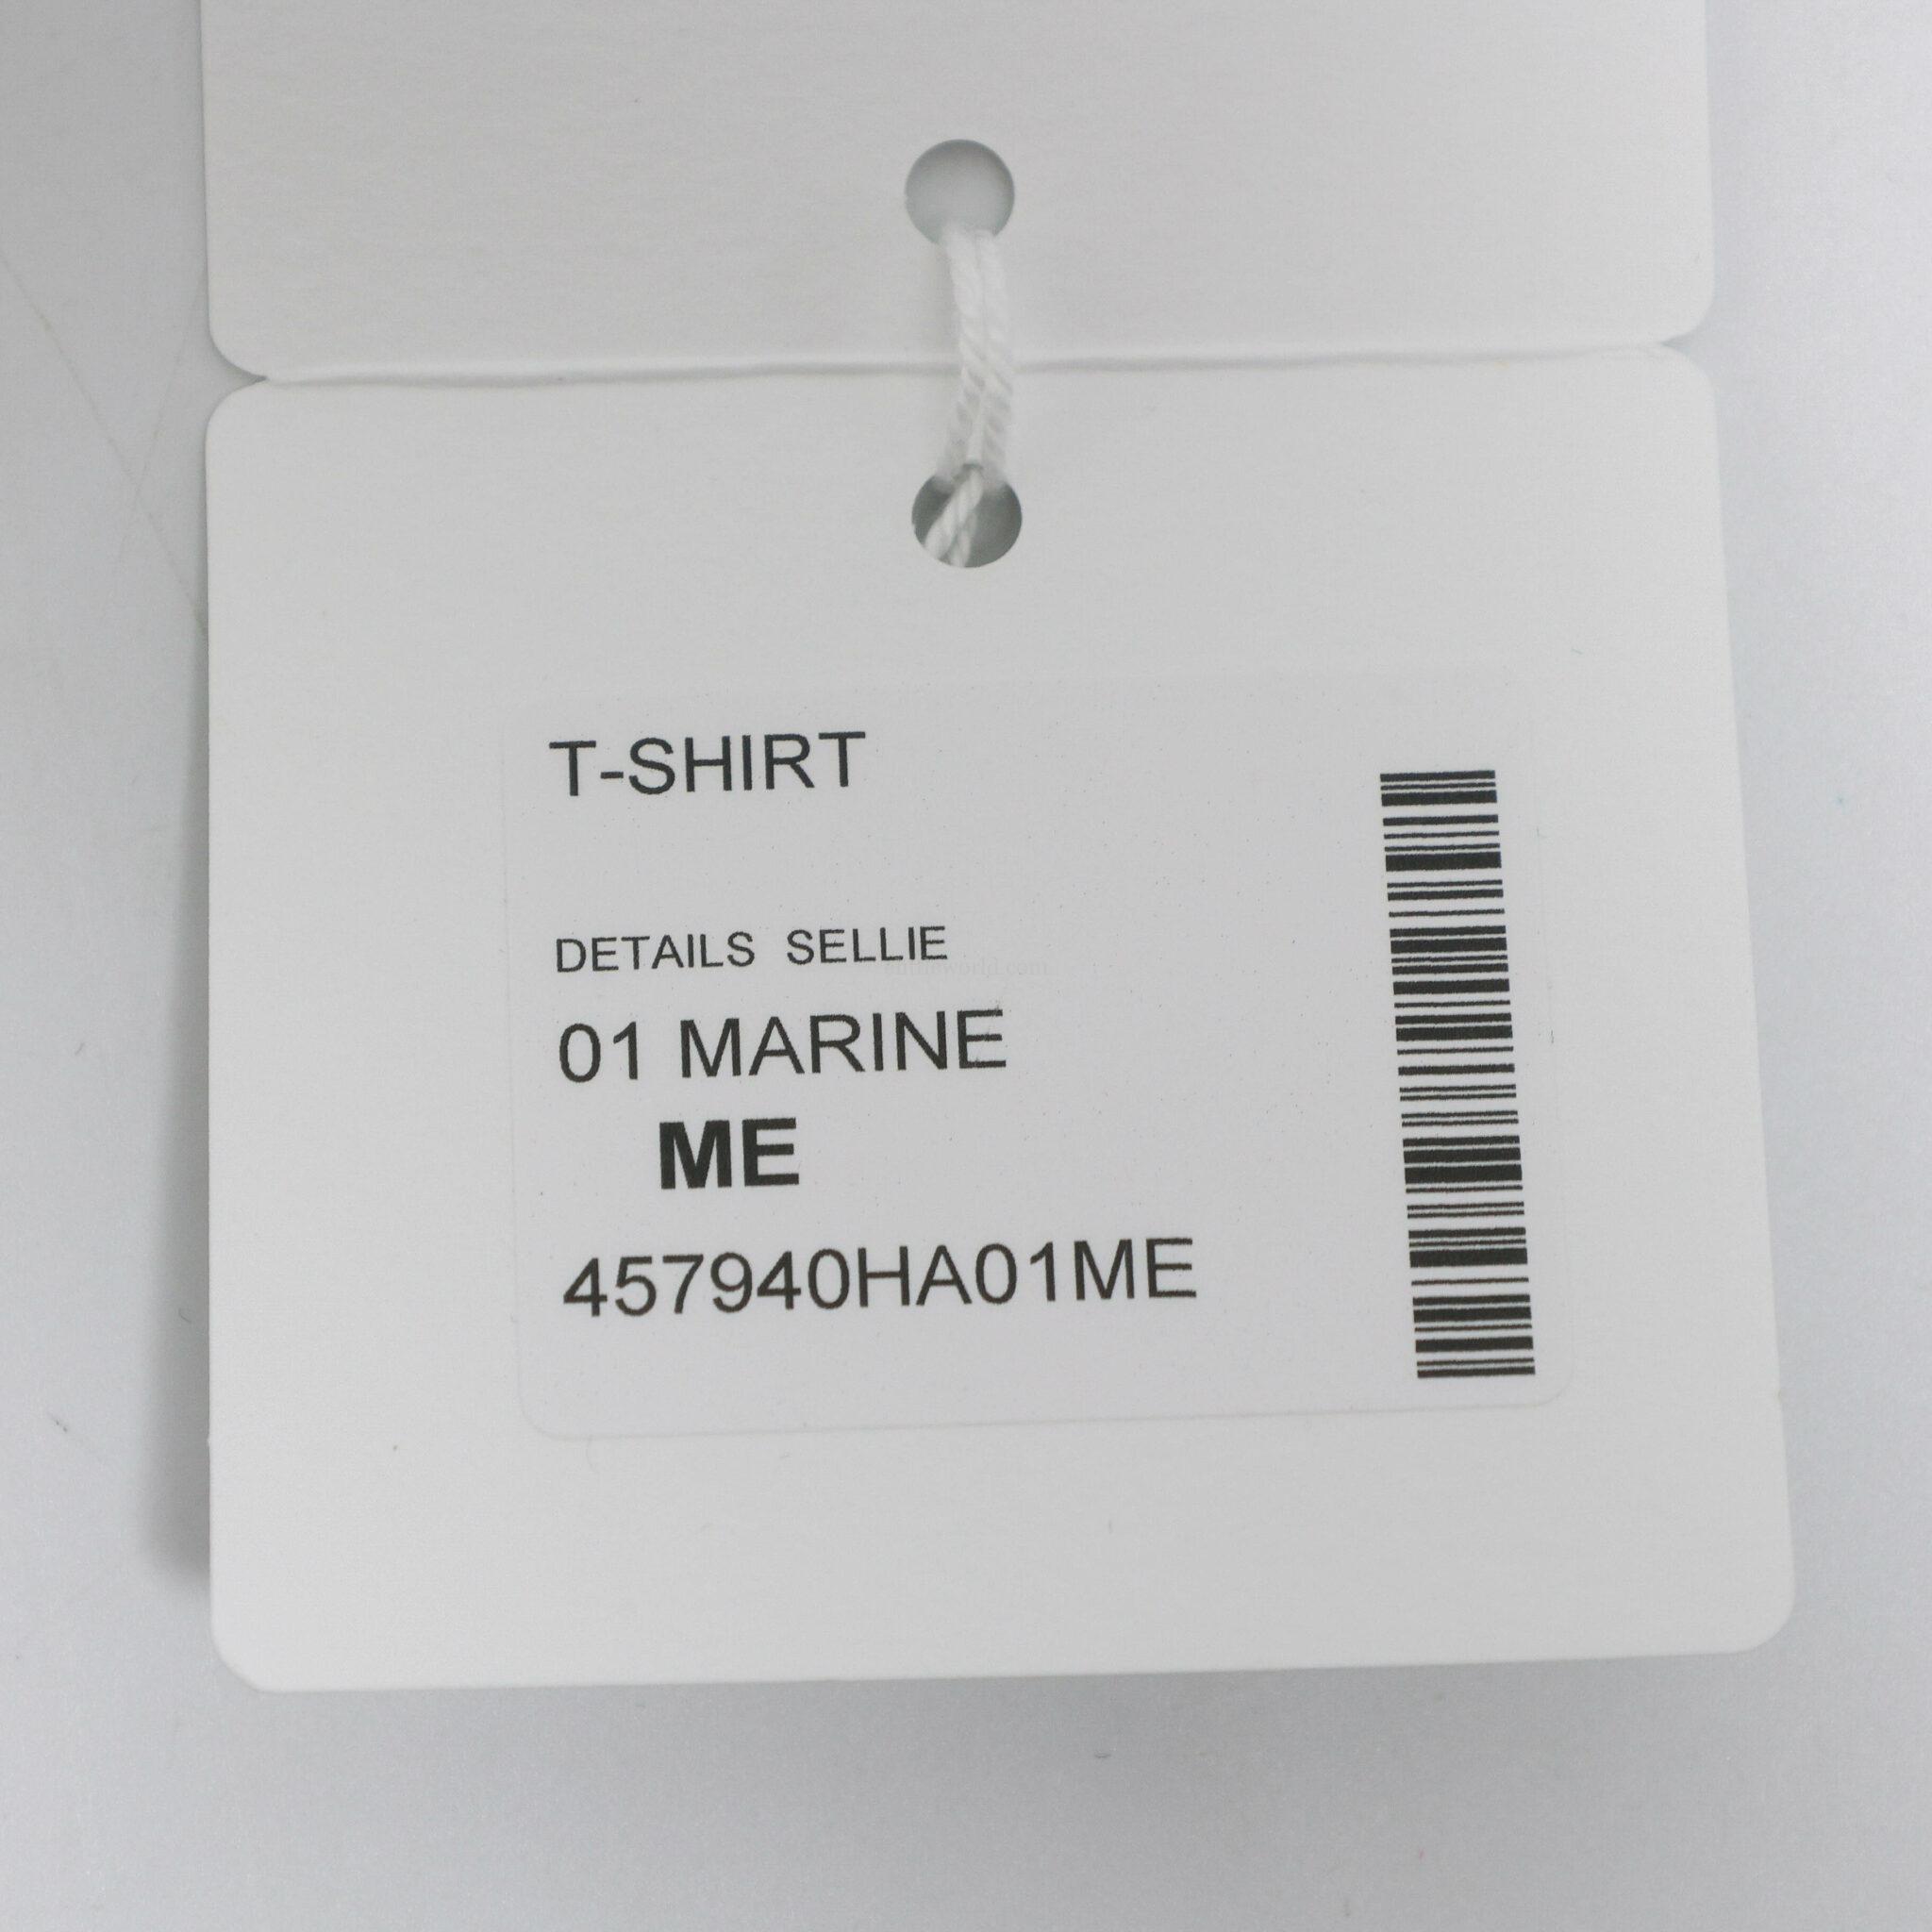 T-SHIRT
DETAILS SELLIE
01 MARINE
ME
457940HA01ME